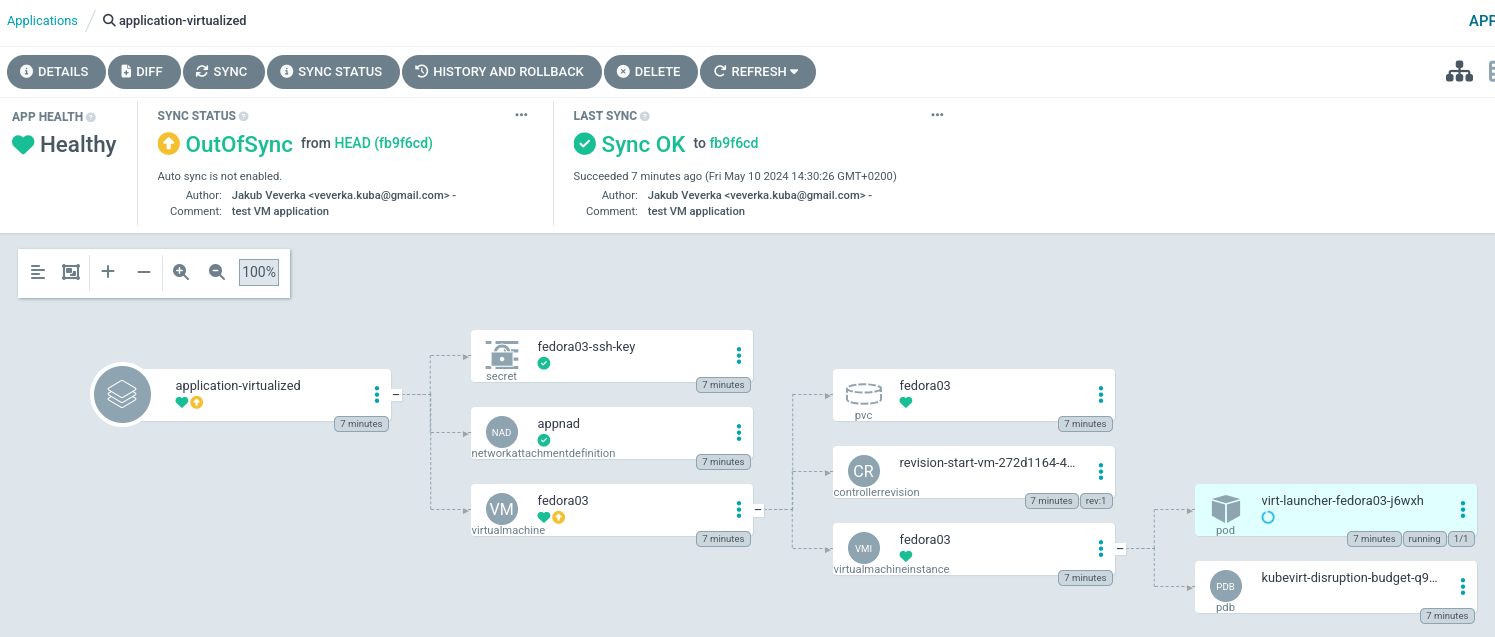 Applications / application-virtualized
APP
DETAILS DIFF SYNC SYNC STATUS HISTORY AND ROLLBACK DELETE REFRESH
APP HEALTH
Healthy
SYNC STATUS
OutOfSync from HEAD (fb9f6cd)
Auto sync is not enabled.
Author: Jakub Veverka <veverka.kuba@gmail.com> -
Comment: test VM application
LAST SYNC
Sync OK to fb9f6cd
Succeeded 7 minutes ago (Fri May 10 2024 14:30:26 GMT+0200)
Author: Jakub Veverka <veverka.kuba@gmail.com> -
Comment: test VM application
100%
application-virtualized
7 minutes
fedora03-ssh-key
secret
7 minutes
NAD
appnad
networkattachmentdefinition
7 minutes
VM
fedora03
virtualmachine
7 minutes
fedora03
pvc
7 minutes
CR
revision-start-vm-272d1164-4...
controllerrevision
7 minutes rev:1
VMI
fedora03
virtualmachineinstance
7 minutes
virt-launcher-fedora03-j6wxh
pod
7 minutes running 1/1
PDB
kubevirt-disruption-budget-q9...
pdb
7 minutes